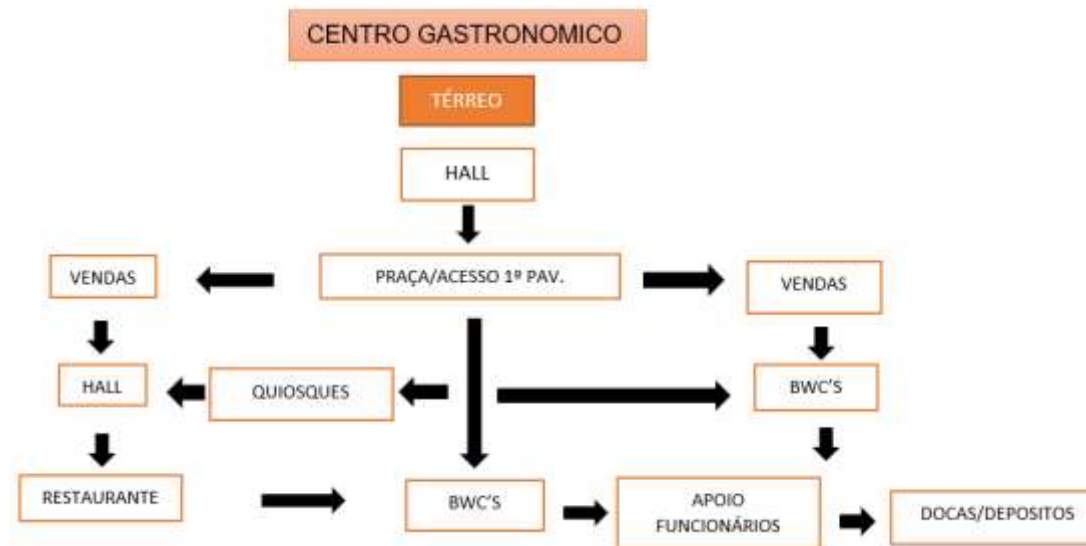 CENTRO GASTRONOMICO
TÉRREO
HALL
VENDAS
PRAÇA/ACESSO 1º PAV.
VENDAS
HALL
QUIOSQUES
BWC'S
RESTAURANTE
BWC'S
APOIO
FUNCIONÁRIOS
DOCAS/DEPOSITOS